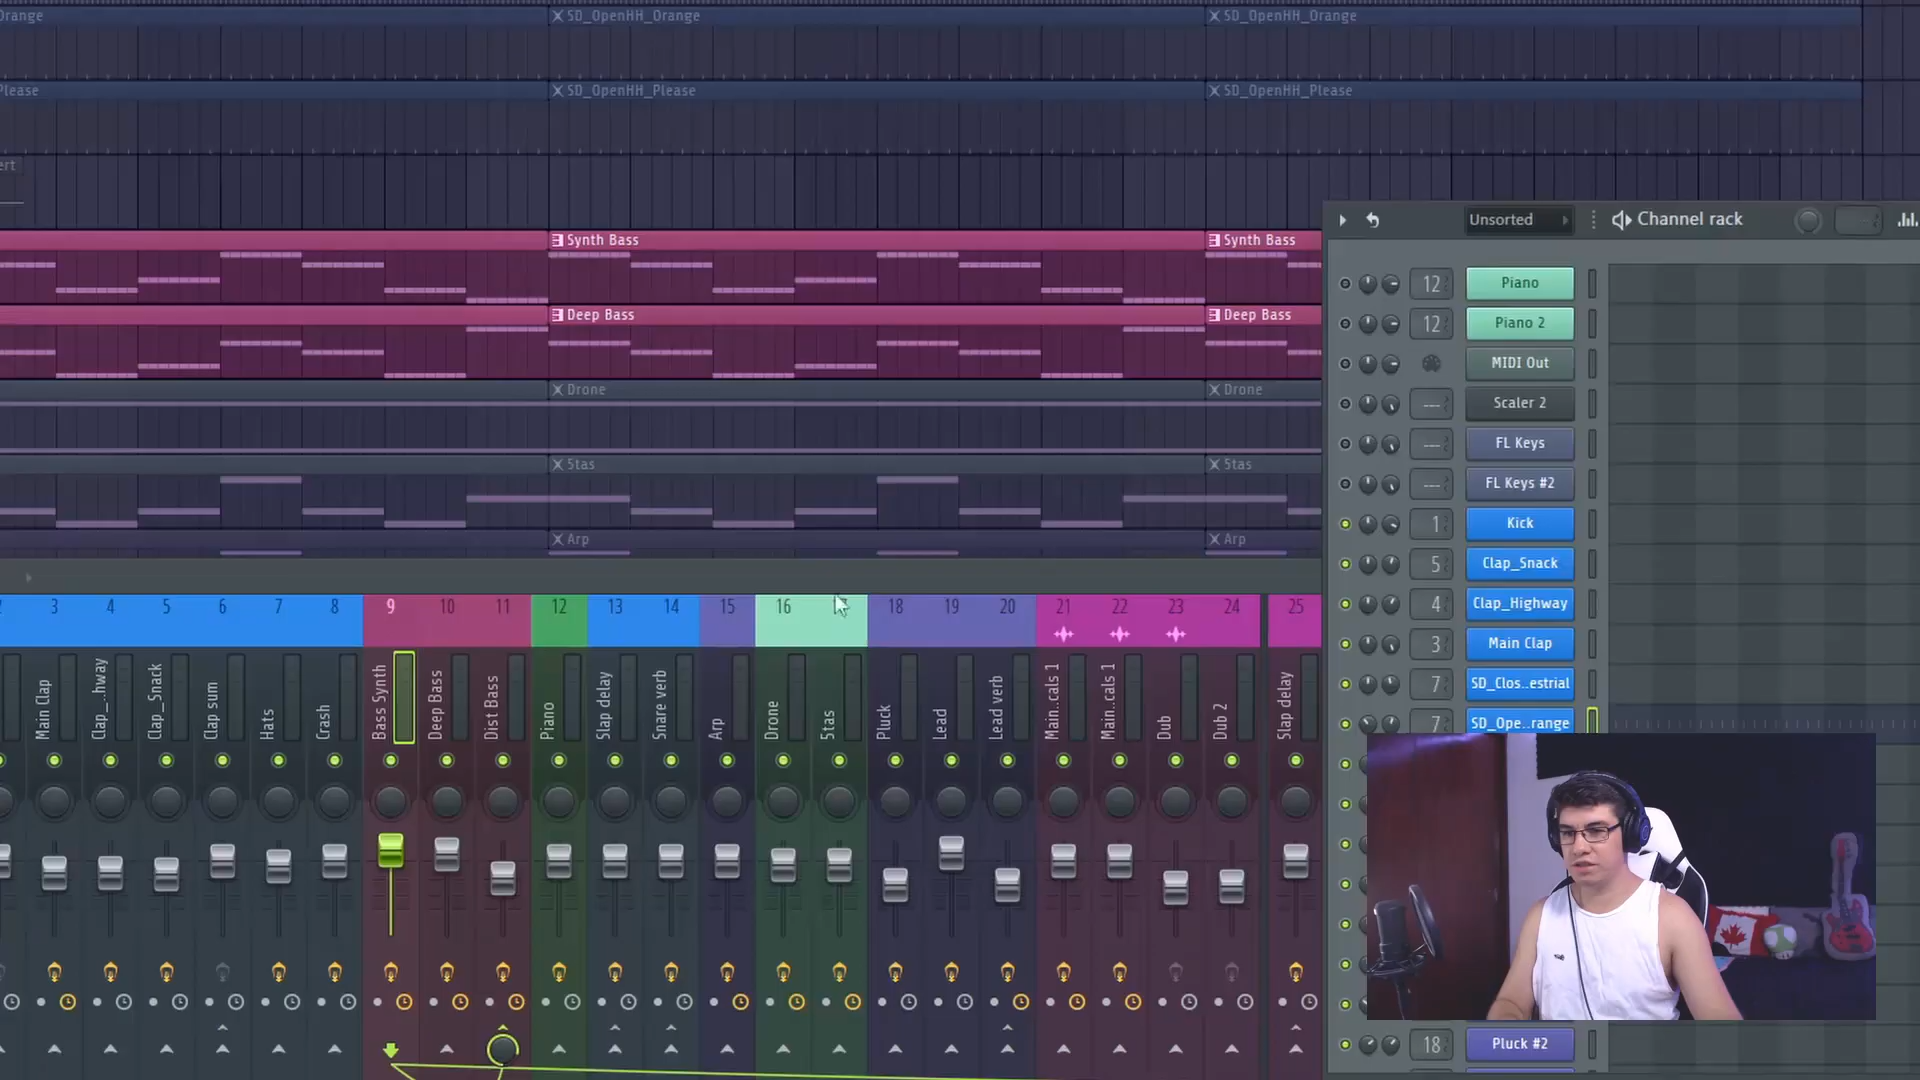 Orange
SD_OpenHH_Orange
SD_OpenHH_Orange
Please
SD_OpenHH_Please
SD_OpenHH_Please
ert
Synth Bass
Synth Bass
Deep Bass
Deep Bass
Drone
Drone
Stas
Stas
Arp
Arp
Unsorted
Channel rack
12 Piano
12 Piano 2
MIDI Out
--- Scaler 2
--- FL Keys
--- FL Keys #2
1 Kick
5 Clap_Snack
4 Clap_Highway
3 Main Clap
7 SD_Clos..estrial
7 SD_Ope..range
18 Pluck #2
3 4 5 6 7 8 9 10 11 12 13 14 15 16 18 19 20 21 22 23 24 25
Main Clap
Clap_..hway
Clap_Snack
Clap sum
Hats
Crash
Bass Synth
Deep Bass
Dist Bass
Piano
Slap delay
Snare verb
Arp
Drone
Stas
Pluck
Lead
Lead verb
Main..cals 1
Main..cals 1
Dub
Dub 2
Slap delay